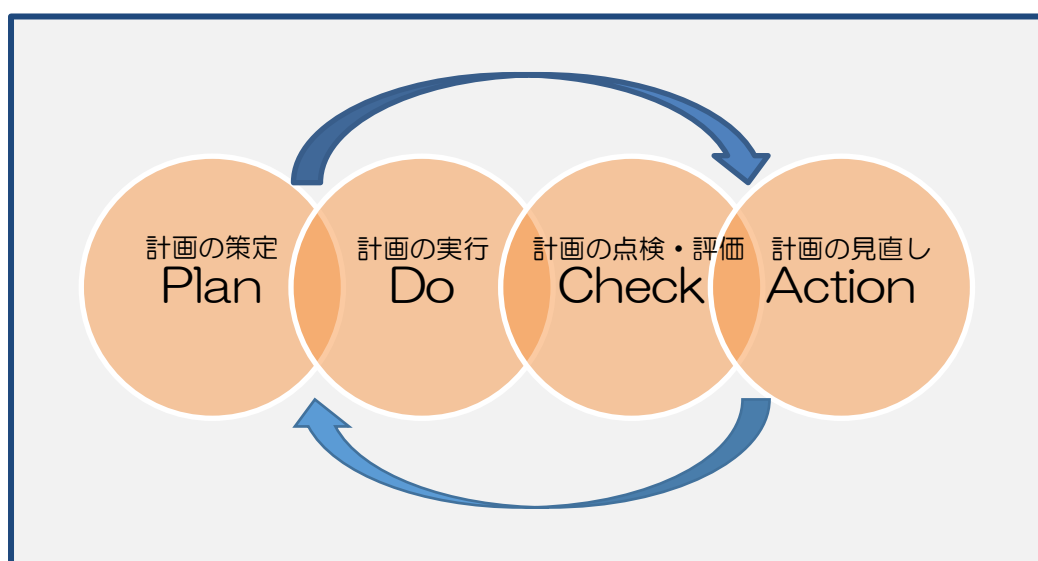 計画の策定
Plan
計画の実行
Do
計画の点検・評価
Check
計画の見直し
Action